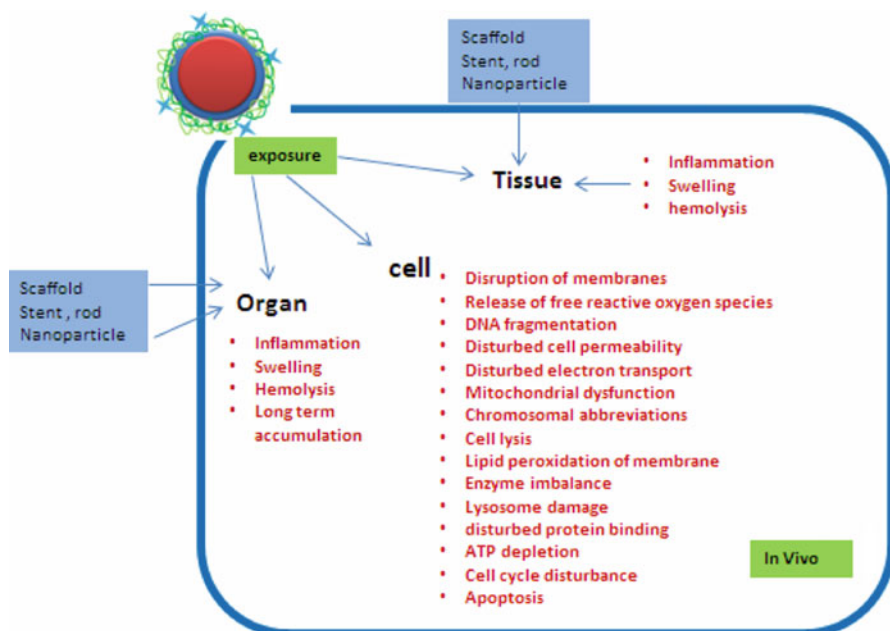 Scaffold
Stent, rod
Nanoparticle
exposure
Tissue
• Inflammation
• Swelling
• hemolysis
Scaffold
Stent , rod
Nanoparticle
Organ
• Inflammation
• Swelling
• Hemolysis
• Long term
accumulation
cell
• Disruption of membranes
• Release of free reactive oxygen species
• DNA fragmentation
• Disturbed cell permeability
• Disturbed electron transport
• Mitochondrial dysfunction
• Chromosomal abbreviations
• Cell lysis
• Lipid peroxidation of membrane
• Enzyme imbalance
• Lysosome damage
• disturbed protein binding
• ATP depletion
• Cell cycle disturbance
• Apoptosis
In Vivo